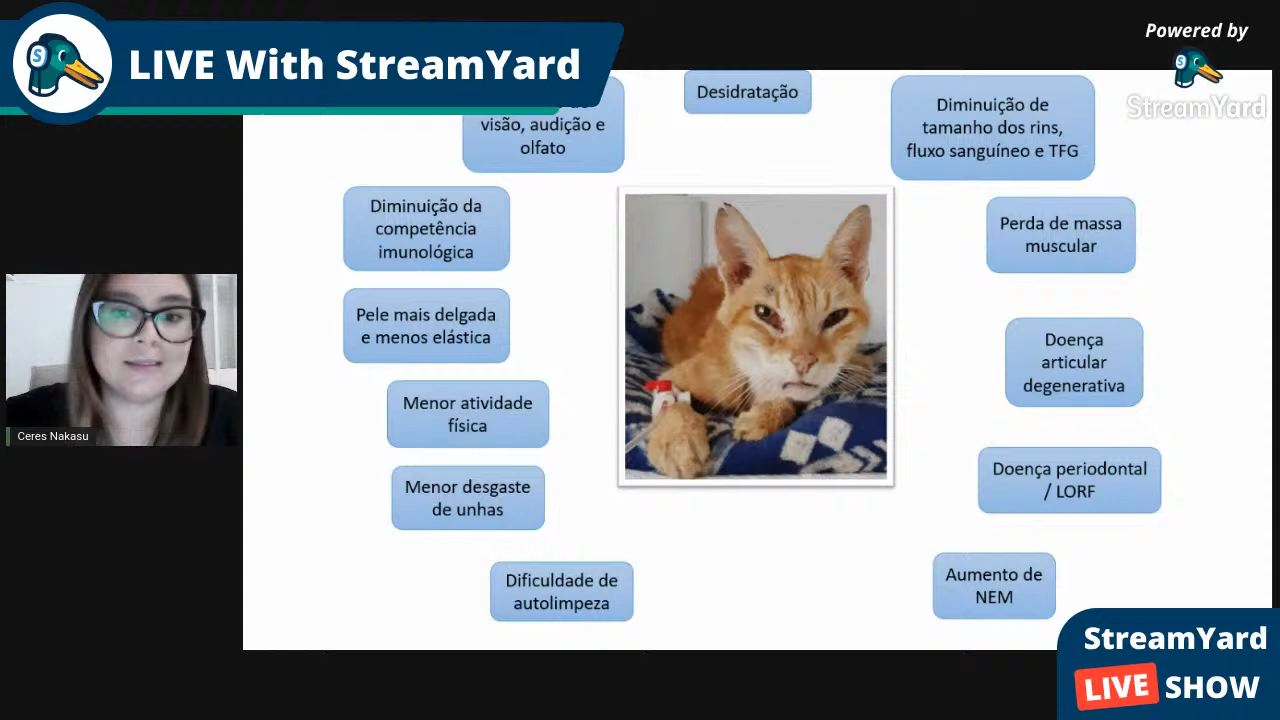 LIVE With StreamYard
Powered by
StreamYard
visão, audição e
olfato
Desidratação
Diminuição de
tamanho dos rins,
fluxo sanguíneo e TFG
Diminuição da
competência
imunológica
Perda de massa
muscular
Pele mais delgada
e menos elástica
Doença
articular
degenerativa
Menor atividade
física
Ceres Nakasu
Doença periodontal
/ LORF
Menor desgaste
de unhas
Dificuldade de
autolimpeza
Aumento de
NEM
StreamYard
LIVE SHOW